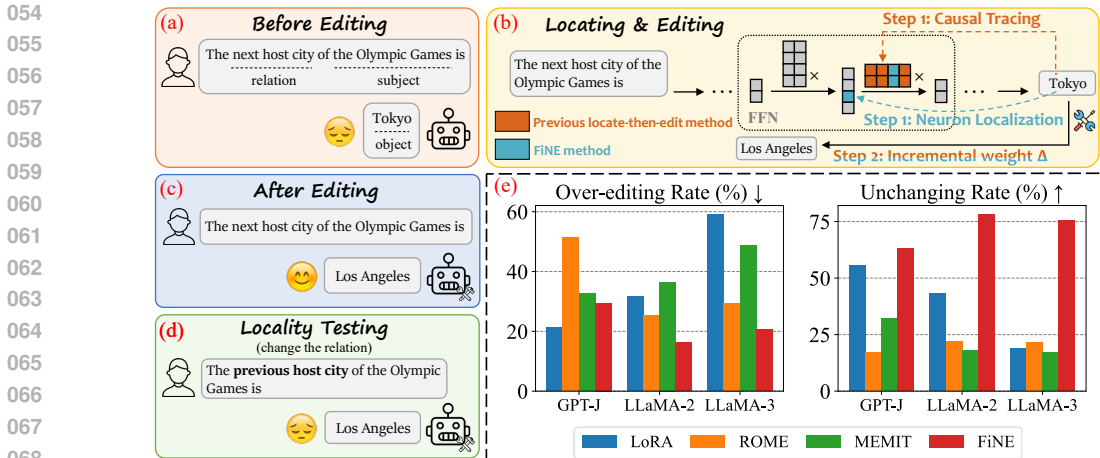 054
055
056
057
058
059
060
061
062
063
064
065
066
067
068
(a)
Before Editing
The next host city of the Olympic Games is
relation
subject
Tokyo
object
(b)
Locating & Editing
Step 1: Causal Tracing
The next host city of the
Olympic Games is
...
×
×
...
Tokyo
FFN
Previous locate-then-edit method
FiNE method
Step 1: Neuron Localization
Los Angeles
Step 2: Incremental weight Δ
(c)
After Editing
The next host city of the Olympic Games is
Los Angeles
(d)
Locality Testing
(change the relation)
The previous host city of the Olympic
Games is
Los Angeles
(e)
Over-editing Rate (%) ↓
60
40
20
0
GPT-J
LLaMA-2
LLaMA-3
Unchanging Rate (%) ↑
75
50
25
0
GPT-J
LLaMA-2
LLaMA-3
LoRA
ROME
MEMIT
FiNE